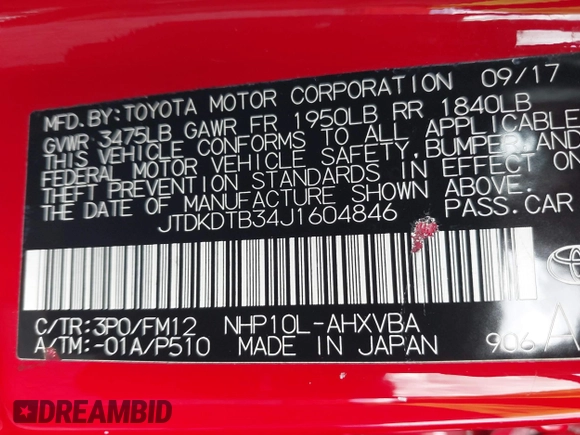 MFD.BY:TOYOTA MOTOR CORPORATION 09/17
GVWR 3475LB GAWR FR 1950LB RR 1840LB
THIS VEHICLE CONFORMS TO ALL APPLICABLE
FEDERAL MOTOR VEHICLE SAFETY,BUMPER,AND
THEFT PREVENTION STANDARDS IN EFFECT ON
THE DATE OF MANUFACTURE SHOWN ABOVE.
JTDKDTB34J1604846 PASS.CAR
C/TR:3P0/FM12 NHP10L-AHXVBA
A/TM:-01A/P510 MADE IN JAPAN 906 A
DREAMBID